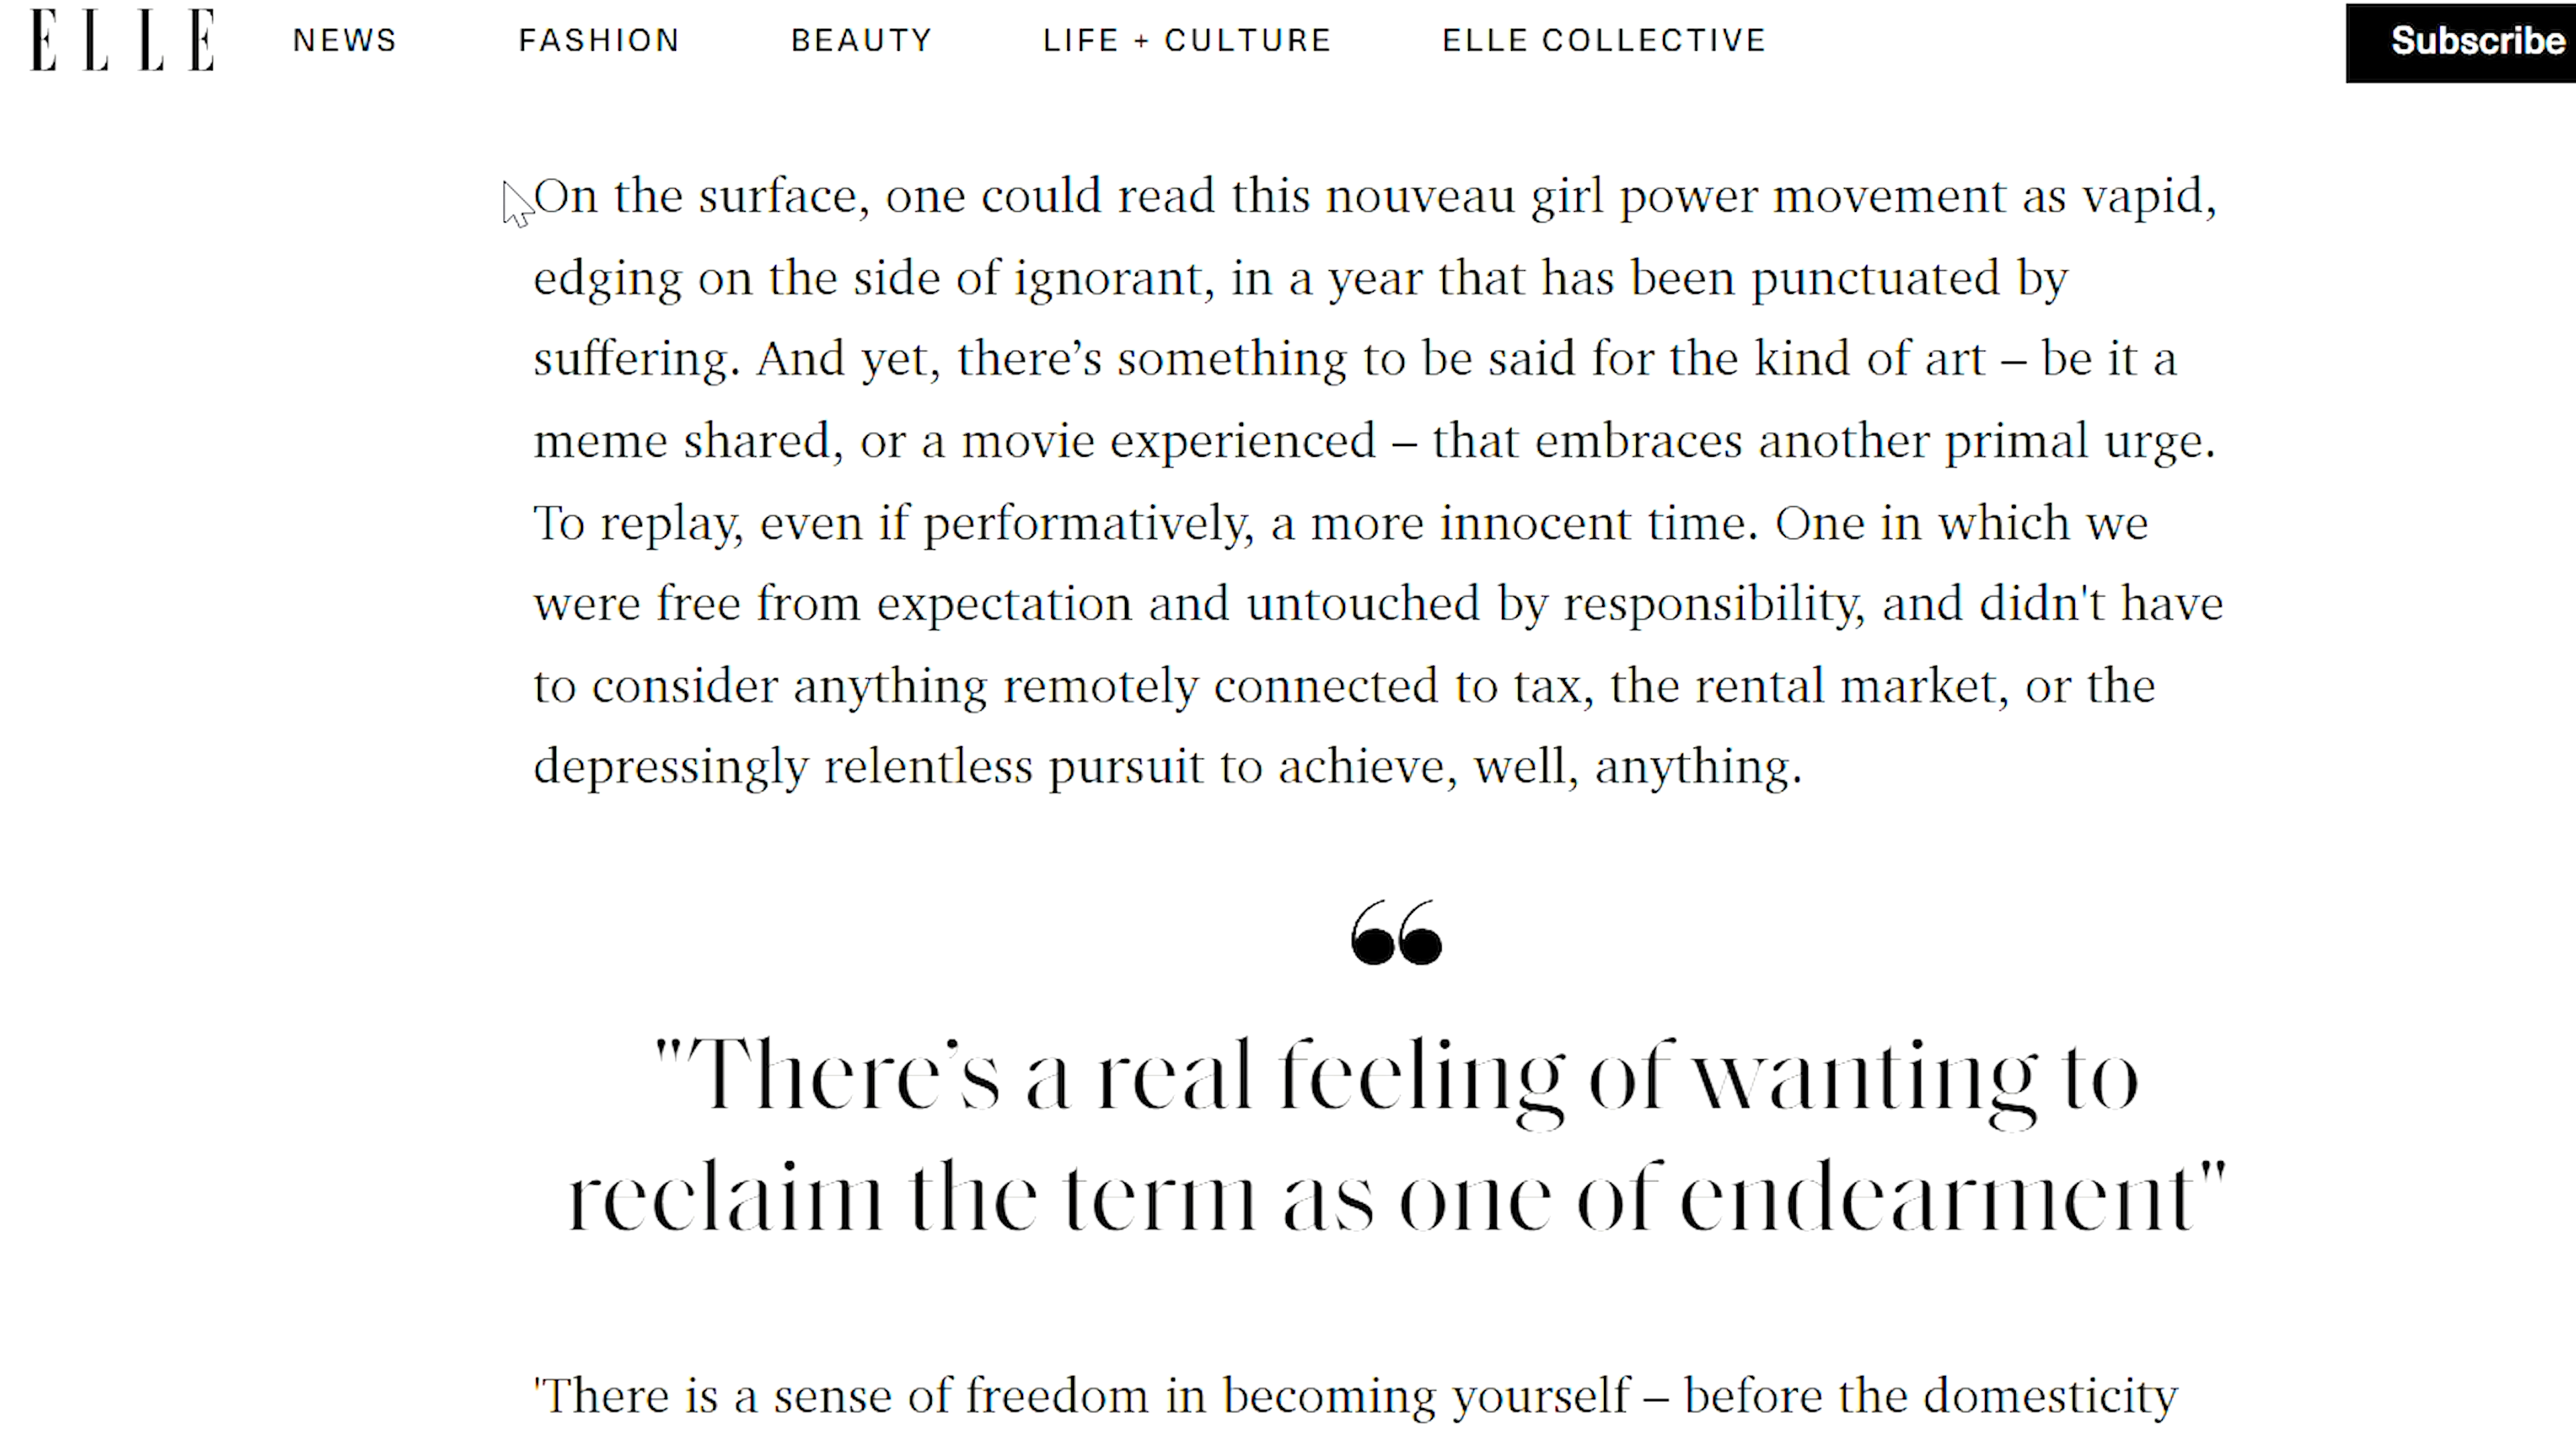 ELLE NEWS FASHION BEAUTY LIFE + CULTURE ELLE COLLECTIVE Subscribe
On the surface, one could read this nouveau girl power movement as vapid,
edging on the side of ignorant, in a year that has been punctuated by
suffering. And yet, there’s something to be said for the kind of art – be it a
meme shared, or a movie experienced – that embraces another primal urge.
To replay, even if performatively, a more innocent time. One in which we
were free from expectation and untouched by responsibility, and didn't have
to consider anything remotely connected to tax, the rental market, or the
depressingly relentless pursuit to achieve, well, anything.
“
"There’s a real feeling of wanting to
reclaim the term as one of endearment"
'There is a sense of freedom in becoming yourself – before the domesticity